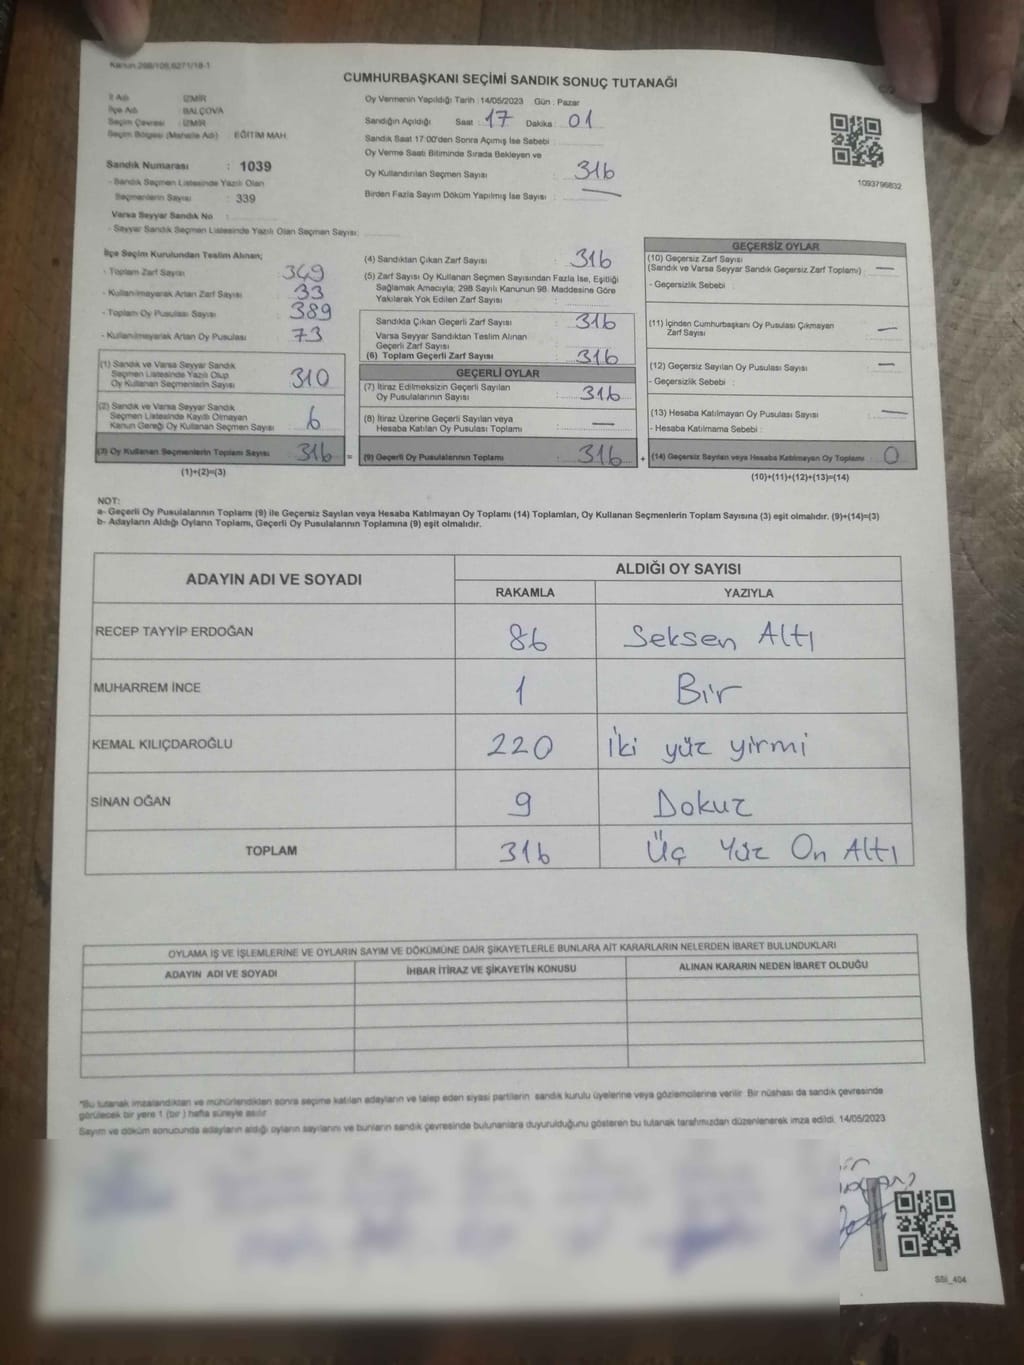 Kanun:298/108,6271/18-1
CUMHURBAŞKANI SEÇİMİ SANDIK SONUÇ TUTANAĞI
İl Adı : İZMİR
İlçe Adı : BALÇOVA
Seçim Çevresi : İZMİR
Seçim Bölgesi (Mahalle Adı) : EĞİTİM MAH.
Sandık Numarası : 1039
- Sandık Seçmen Listesinde Yazılı Olan
Seçmenlerin Sayısı : 339
Varsa Seyyar Sandık No :
- Seyyar Sandık Seçmen Listesinde Yazılı Olan Seçmen Sayısı:
Oy Vermenin Yapıldığı Tarih : 14/05/2023 Gün : Pazar
Sandığın Açıldığı Saat : 17 Dakika : 01
Sandık Saat 17:00'den Sonra Açımış İse Sebebi :
Oy Verme Saati Bitiminde Sırada Bekleyen ve
Oy Kullandırılan Seçmen Sayısı : 316
Birden Fazla Sayım Döküm Yapılmış İse Sayısı : —
1093796832
İlçe Seçim Kurulundan Teslim Alınan;
- Toplam Zarf Sayısı : 349
- Kullanılmayarak Artan Zarf Sayısı : 33
- Toplam Oy Pusulası Sayısı : 389
- Kullanılmayarak Artan Oy Pusulası : 73
(1) Sandık ve Varsa Seyyar Sandık
Seçmen Listesinde Yazılı Olup
Oy Kullanan Seçmenlerin Sayısı : 310
(2) Sandık ve Varsa Seyyar Sandık
Seçmen Listesinde Kayıtlı Olmayan
Kanun Gereği Oy Kullanan Seçmen Sayısı : 6
(3) Oy Kullanan Seçmenlerin Toplam Sayısı : 316
(1)+(2)=(3)
(4) Sandıktan Çıkan Zarf Sayısı : 316
(5) Zarf Sayısı Oy Kullanan Seçmen Sayısından Fazla İse, Eşitliği
Sağlamak Amacıyla; 298 Sayılı Kanunun 98. Maddesine Göre
Yakılarak Yok Edilen Zarf Sayısı :
Sandıkta Çıkan Geçerli Zarf Sayısı : 316
Varsa Seyyar Sandıktan Teslim Alınan
Geçerli Zarf Sayısı :
(6) Toplam Geçerli Zarf Sayısı : 316
GEÇERLİ OYLAR
(7) İtiraz Edilmeksizin Geçerli Sayılan
Oy Pusulalarının Sayısı : 316
(8) İtiraz Üzerine Geçerli Sayılan veya
Hesaba Katılan Oy Pusulası Toplamı : —
= (9) Geçerli Oy Pusulalarının Toplamı : 316
GEÇERSİZ OYLAR
(10) Geçersiz Zarf Sayısı
(Sandık ve Varsa Seyyar Sandık Geçersiz Zarf Toplamı) : —
- Geçersizlik Sebebi :
(11) İçinden Cumhurbaşkanı Oy Pusulası Çıkmayan
Zarf Sayısı : —
(12) Geçersiz Sayılan Oy Pusulası Sayısı : —
- Geçersizlik Sebebi :
(13) Hesaba Katılmayan Oy Pusulası Sayısı : —
- Hesaba Katılmama Sebebi :
+ (14) Geçersiz Sayılan veya Hesaba Katılmayan Oy Toplamı : 0
(10)+(11)+(12)+(13)=(14)
NOT:
a- Geçerli Oy Pusulalarının Toplamı (9) ile Geçersiz Sayılan veya Hesaba Katılmayan Oy Toplamı (14) Toplamları, Oy Kullanan Seçmenlerin Toplam Sayısına (3) eşit olmalıdır. (9)+(14)=(3)
b- Adayların Aldığı Oyların Toplamı, Geçerli Oy Pusulalarının Toplamına (9) eşit olmalıdır.
ADAYIN ADI VE SOYADI ALDIĞI OY SAYISI
RAKAMLA YAZIYLA
RECEP TAYYİP ERDOĞAN 86 Seksen Altı
MUHARREM İNCE 1 Bir
KEMAL KILIÇDAROĞLU 220 iki yüz yirmi
SİNAN OĞAN 9 Dokuz
TOPLAM 316 Üç Yüz On Altı
OYLAMA İŞ VE İŞLEMLERİNE VE OYLARIN SAYIM VE DÖKÜMÜNE DAİR ŞİKAYETLERLE BUNLARA AİT KARARLARIN NELERDEN İBARET BULUNDUKLARI
ADAYIN ADI VE SOYADI İHBAR İTİRAZ VE ŞİKAYETİN KONUSU ALINAN KARARIN NEDEN İBARET OLDUĞU
*Bu tutanak imzalandıktan ve mühürlendikten sonra seçime katılan adayların ve talep eden siyasi partilerin sandık kurulu üyelerine veya gözlemcilerine verilir. Bir nüshası da sandık çevresinde
görülecek bir yere 1 (bir) hafta süreyle asılır.
Sayım ve döküm sonucunda adayların aldığı oyların sayılarını ve bunların sandık çevresinde bulunanlara duyurulduğunu gösteren bu tutanak tarafımızdan düzenlenerek imza edildi. 14/05/2023
SSİ_404